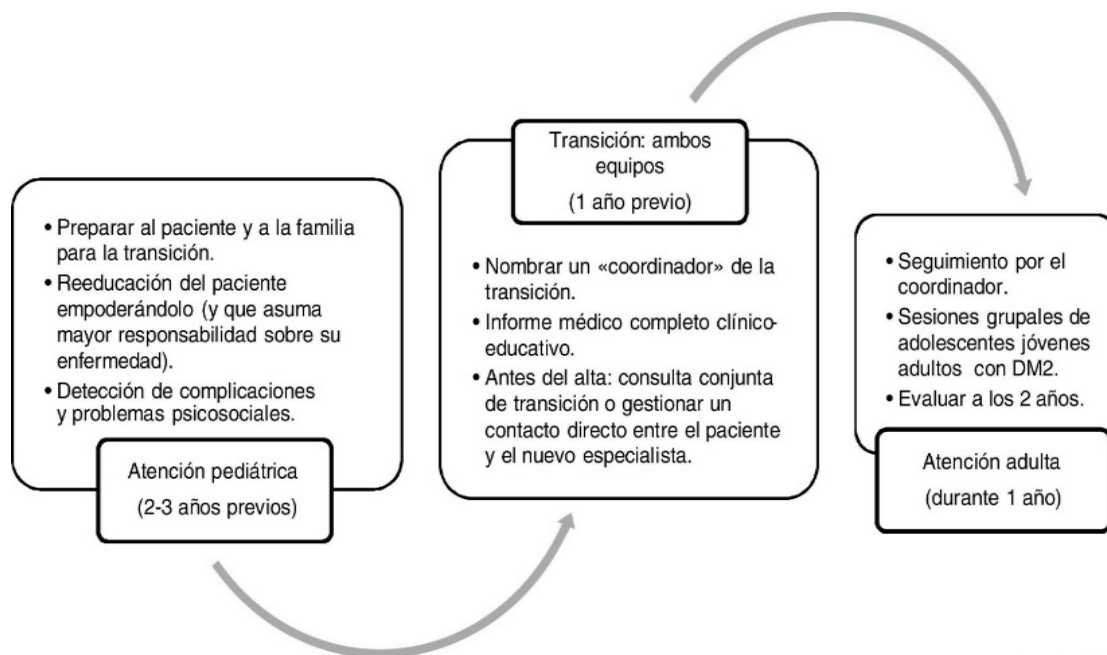 • Preparar al paciente y a la familia
para la transición.
• Reeducación del paciente
empoderándolo (y que asuma
mayor responsabilidad sobre su
enfermedad).
• Detección de complicaciones
y problemas psicosociales.
Atención pediátrica
(2-3 años previos)
Transición: ambos
equipos
(1 año previo)
• Nombrar un «coordinador» de la
transición.
• Informe médico completo clínico-
educativo.
• Antes del alta: consulta conjunta
de transición o gestionar un
contacto directo entre el paciente
y el nuevo especialista.
• Seguimiento por el
coordinador.
• Sesiones grupales de
adolescentes jóvenes
adultos con DM2.
• Evaluar a los 2 años.
Atención adulta
(durante 1 año)